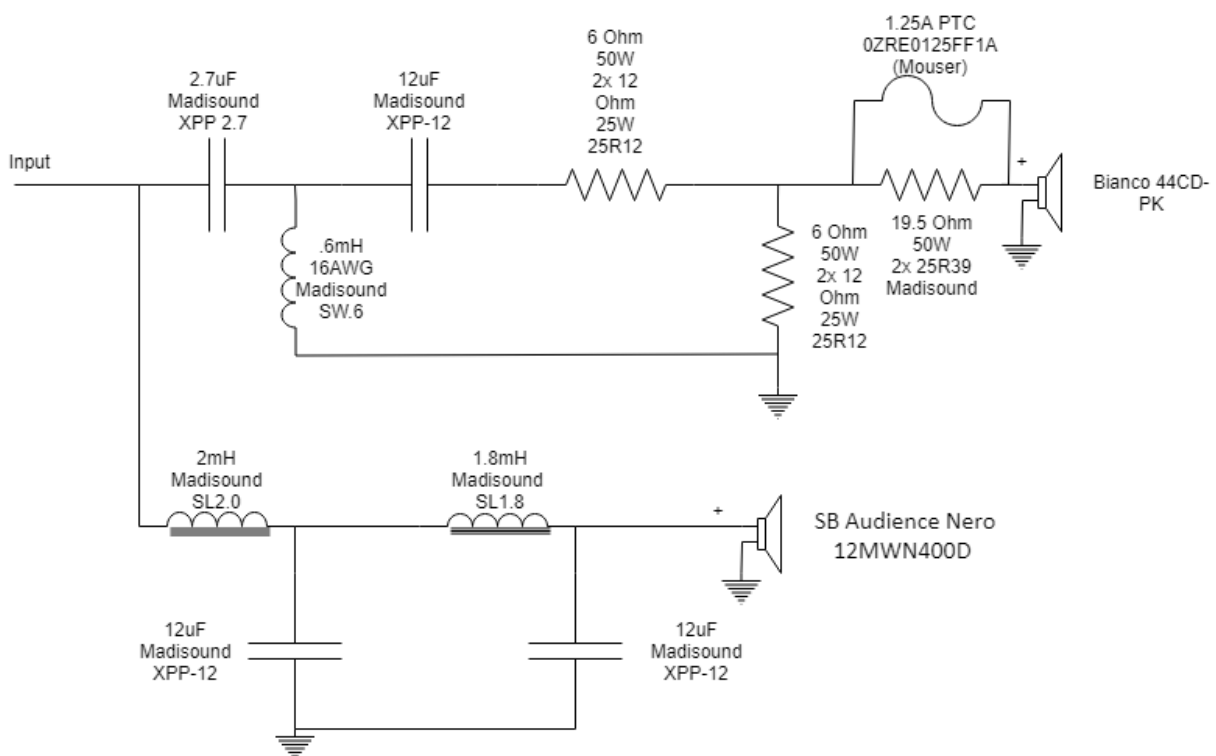 1.25A PTC
0ZRE0125FF1A
(Mouser)
6 Ohm
50W
2x 12
Ohm
25W
25R12
2.7uF
Madisound
XPP 2.7
12uF
Madisound
XPP-12
Input
+
Bianco 44CD-
PK
.6mH
16AWG
Madisound
SW.6
6 Ohm
50W
2x 12
Ohm
25W
25R12
19.5 Ohm
50W
2x 25R39
Madisound
2mH
Madisound
SL2.0
1.8mH
Madisound
SL1.8
+
SB Audience Nero
12MWN400D
12uF
Madisound
XPP-12
12uF
Madisound
XPP-12